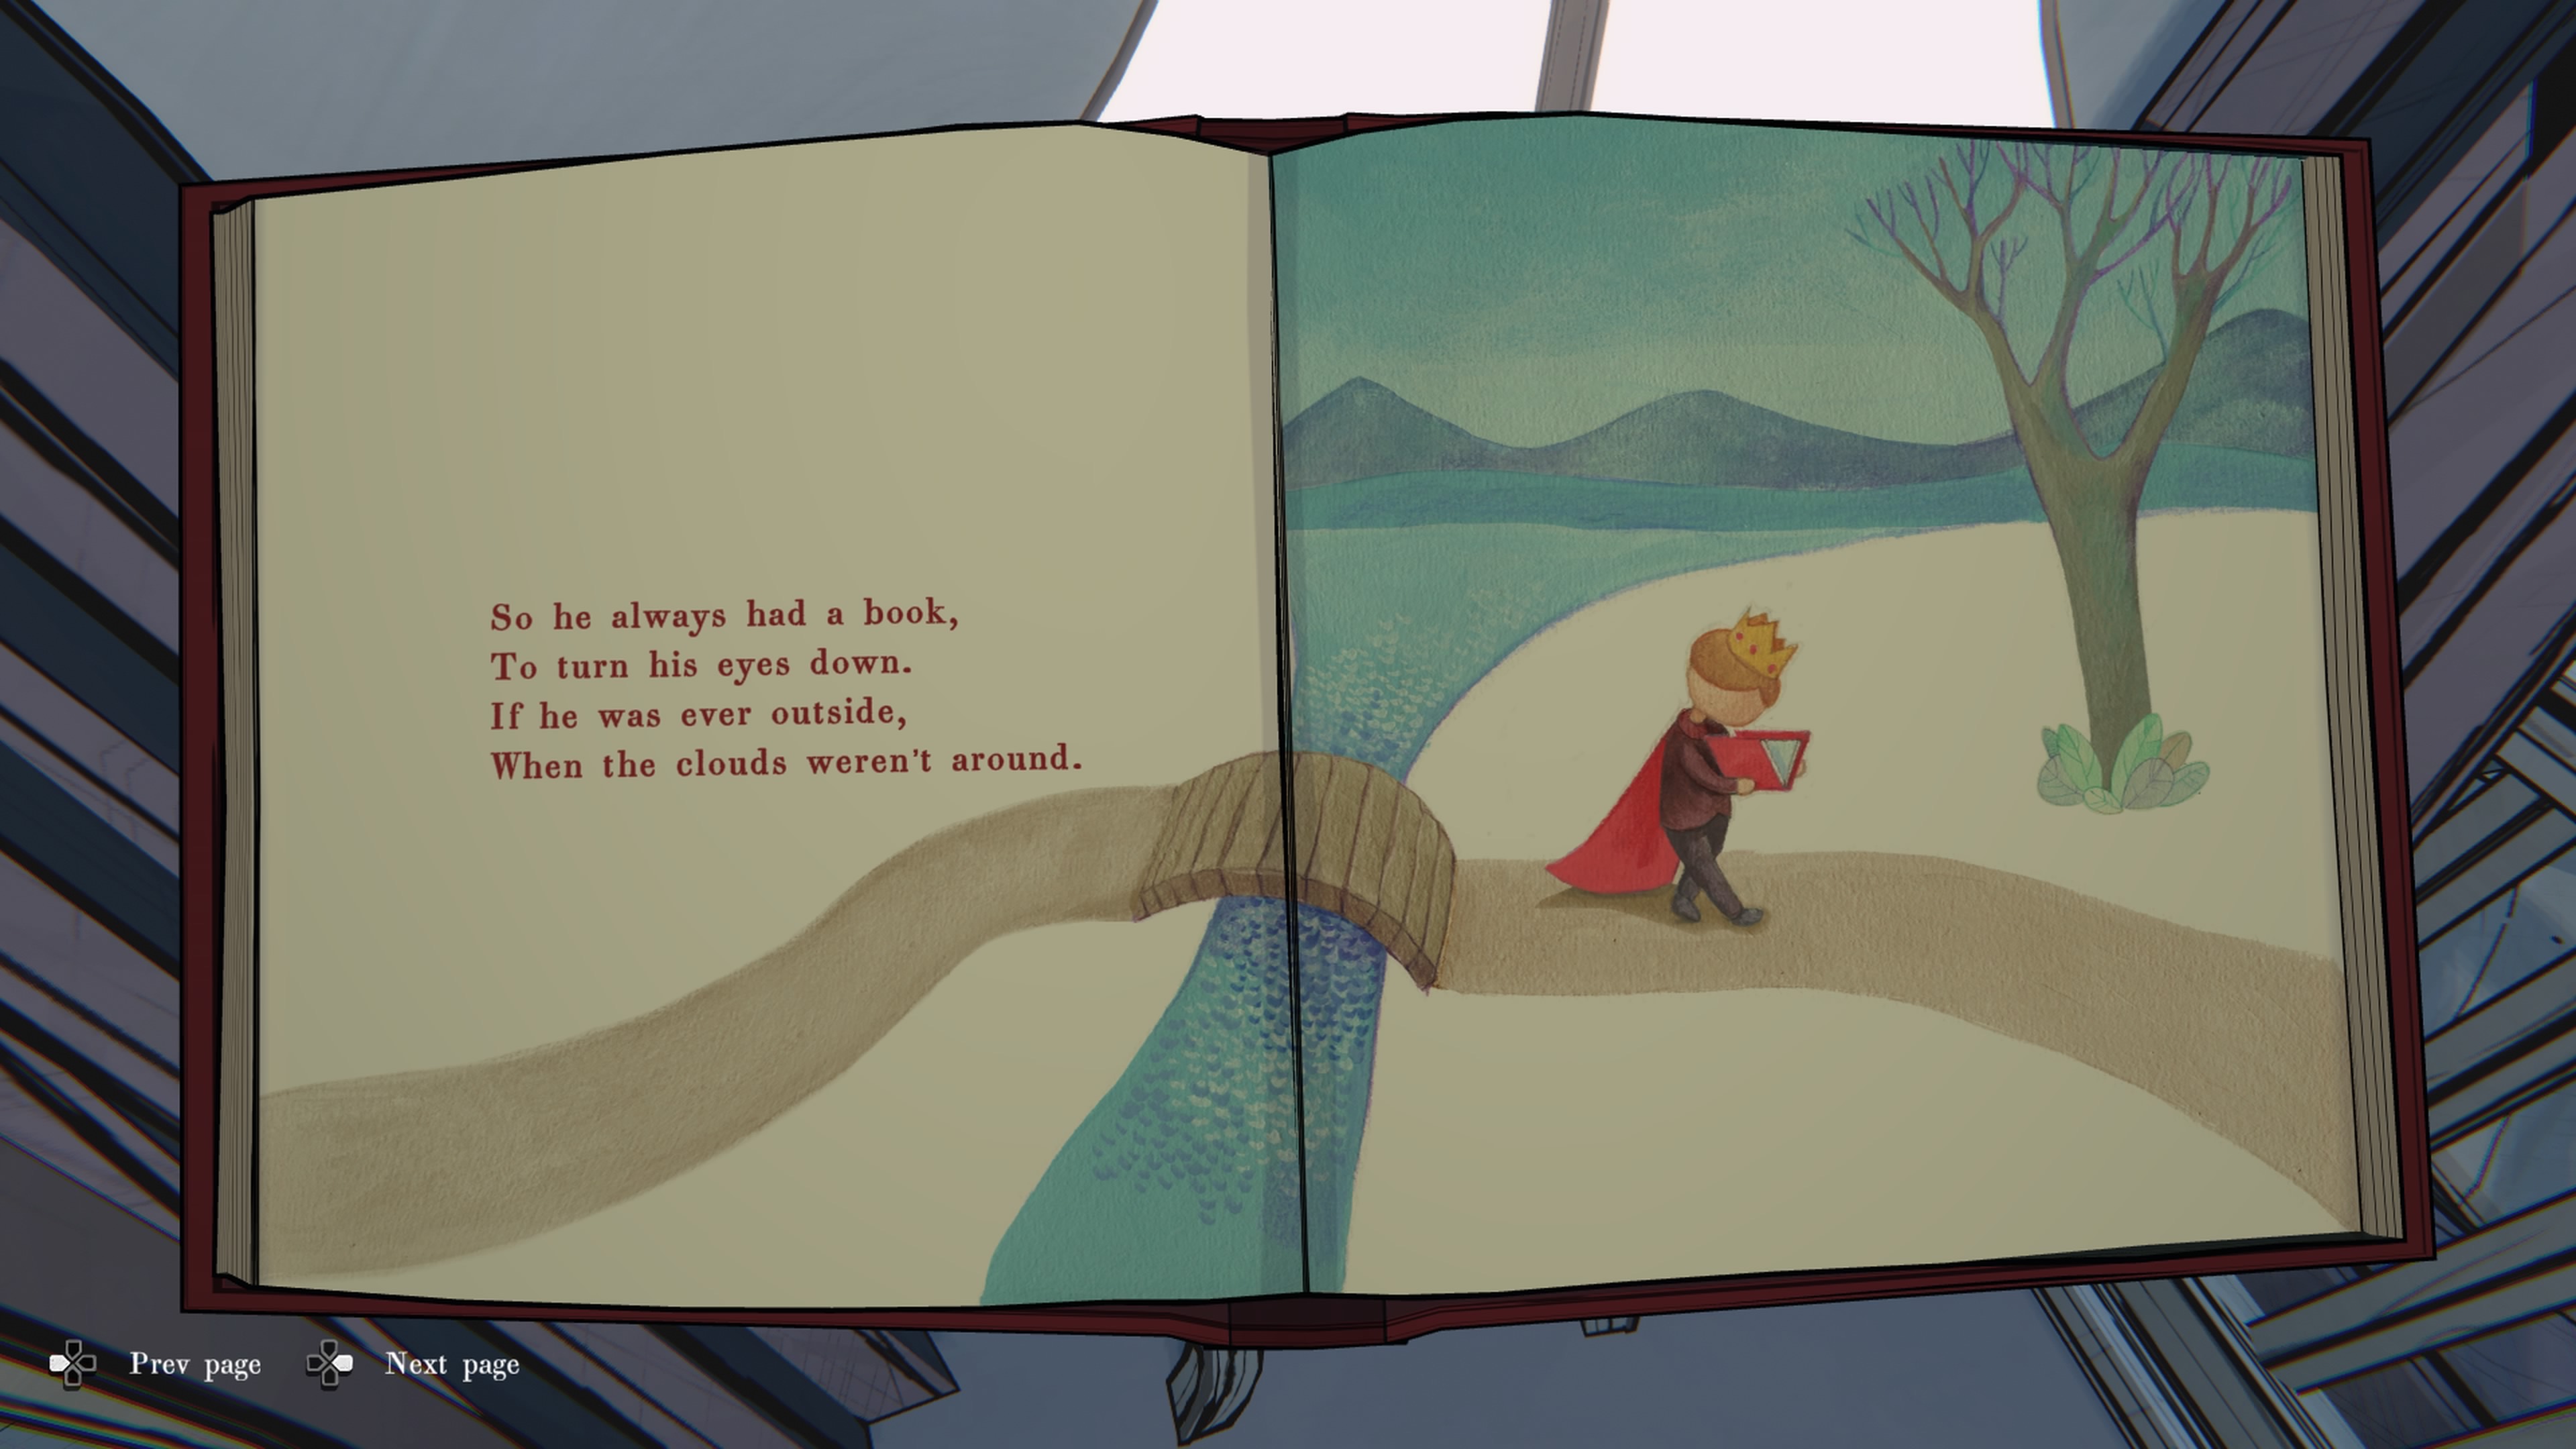 So he always had a book,
To turn his eyes down.
If he was ever outside,
When the clouds weren't around.
Prev page
Next page